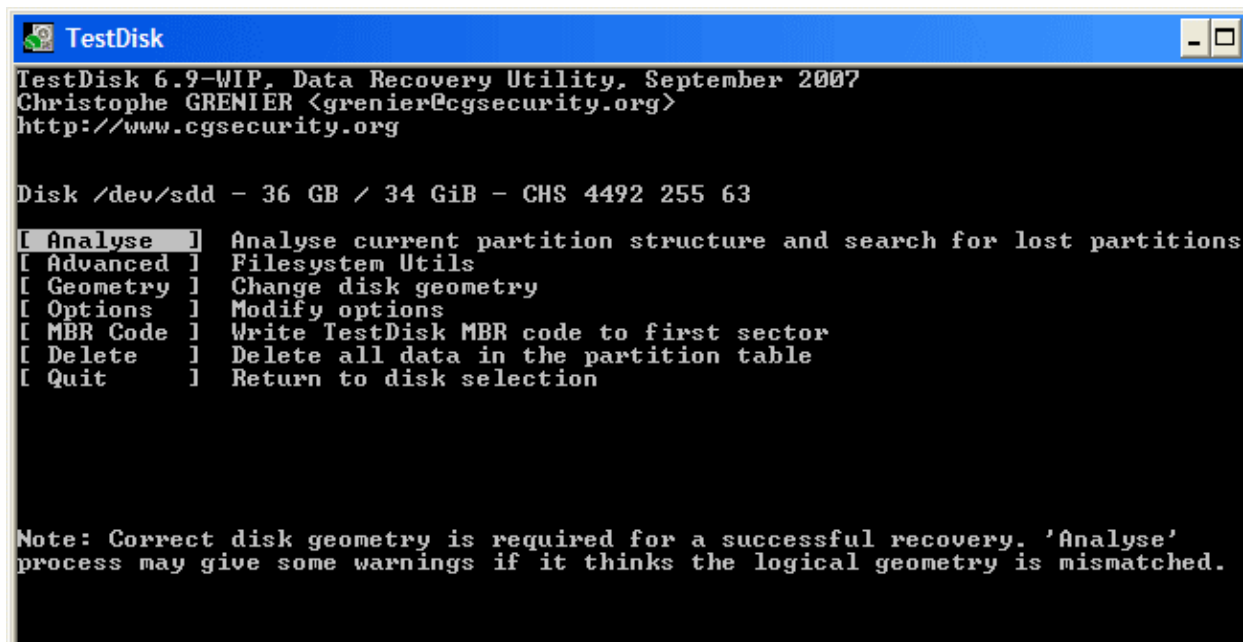 TestDisk
TestDisk 6.9-WIP, Data Recovery Utility, September 2007
Christophe GRENIER <grenier@cgsecurity.org>
http://www.cgsecurity.org
Disk /dev/sdd - 36 GB / 34 GiB - CHS 4492 255 63
[ Analyse  ]  Analyse current partition structure and search for lost partitions
[ Advanced ]  Filesystem Utils
[ Geometry ]  Change disk geometry
[ Options  ]  Modify options
[ MBR Code ]  Write TestDisk MBR code to first sector
[ Delete   ]  Delete all data in the partition table
[ Quit     ]  Return to disk selection
Note: Correct disk geometry is required for a successful recovery. 'Analyse'
process may give some warnings if it thinks the logical geometry is mismatched.